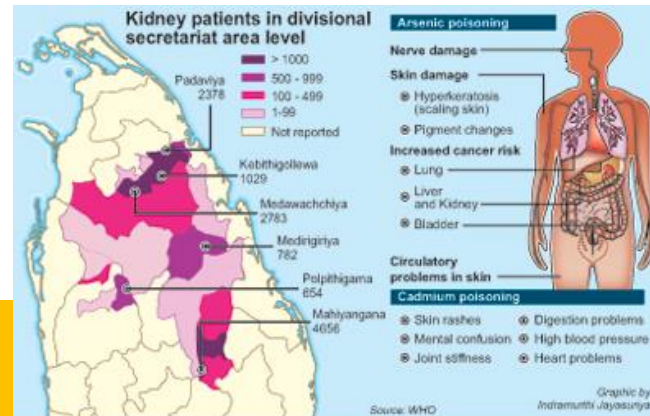 Kidney patients in divisional
secretariat area level
> 1000
500 - 999
100 - 499
1-99
Not reported
Padaviya
2378
Kebithigollewa
1029
Medawachchiya
2783
Medirigiriya
782
Polpithigama
654
Mahiyangana
4656
Arsenic poisoning
Nerve damage
Skin damage
Hyperkeratosis
(scaling skin)
Pigment changes
Increased cancer risk
Lung
Liver
and Kidney
Bladder
Circulatory
problems in skin
Cadmium poisoning
Skin rashes
Mental confusion
Joint stiffness
Digestion problems
High blood pressure
Heart problems
Source: WHO
Graphic by
Indramurthi Jayasuriya